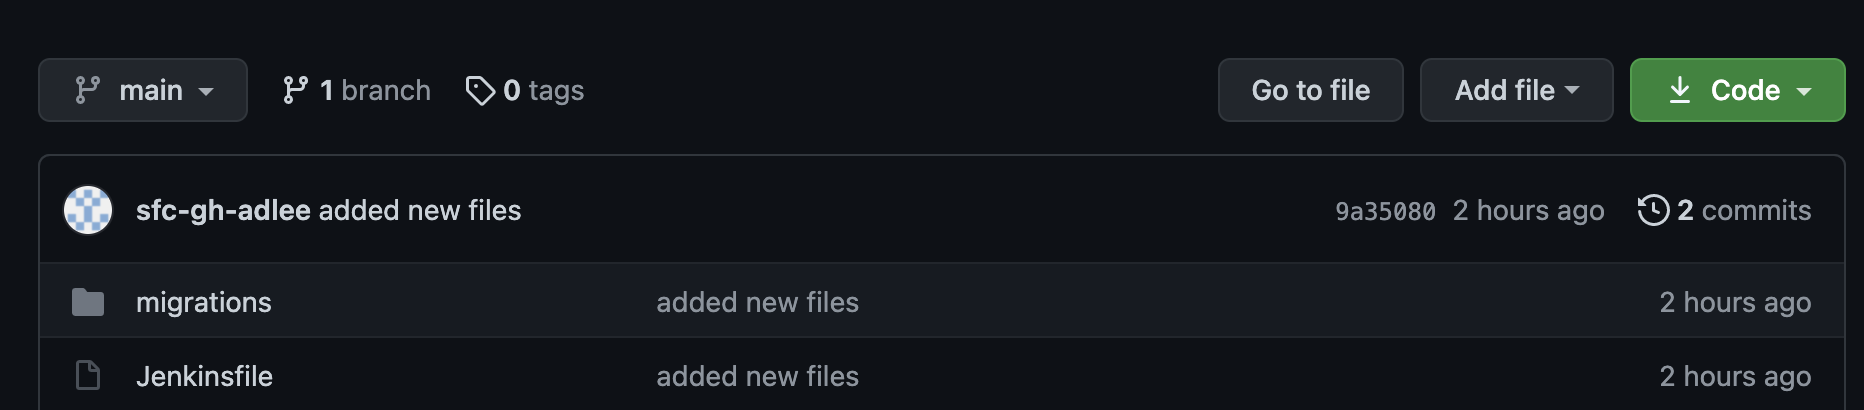 main 1 branch 0 tags Go to file Add file Code
sfc-gh-adlee added new files 9a35080 2 hours ago 2 commits
migrations added new files 2 hours ago
Jenkinsfile added new files 2 hours ago